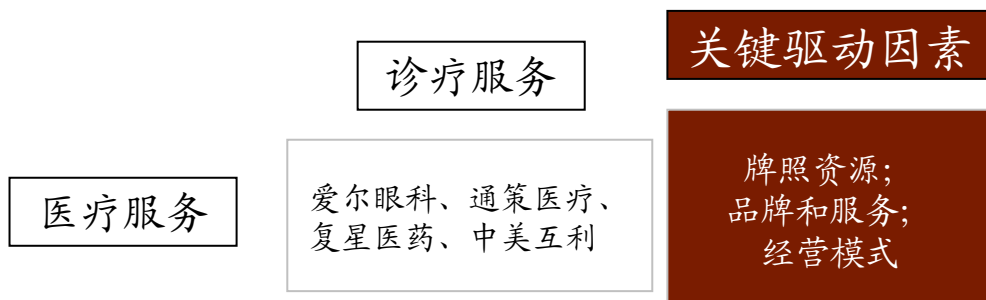 关键驱动因素
诊疗服务
医疗服务
爱尔眼科、通策医疗、
复星医药、中美互利
牌照资源;
品牌和服务;
经营模式